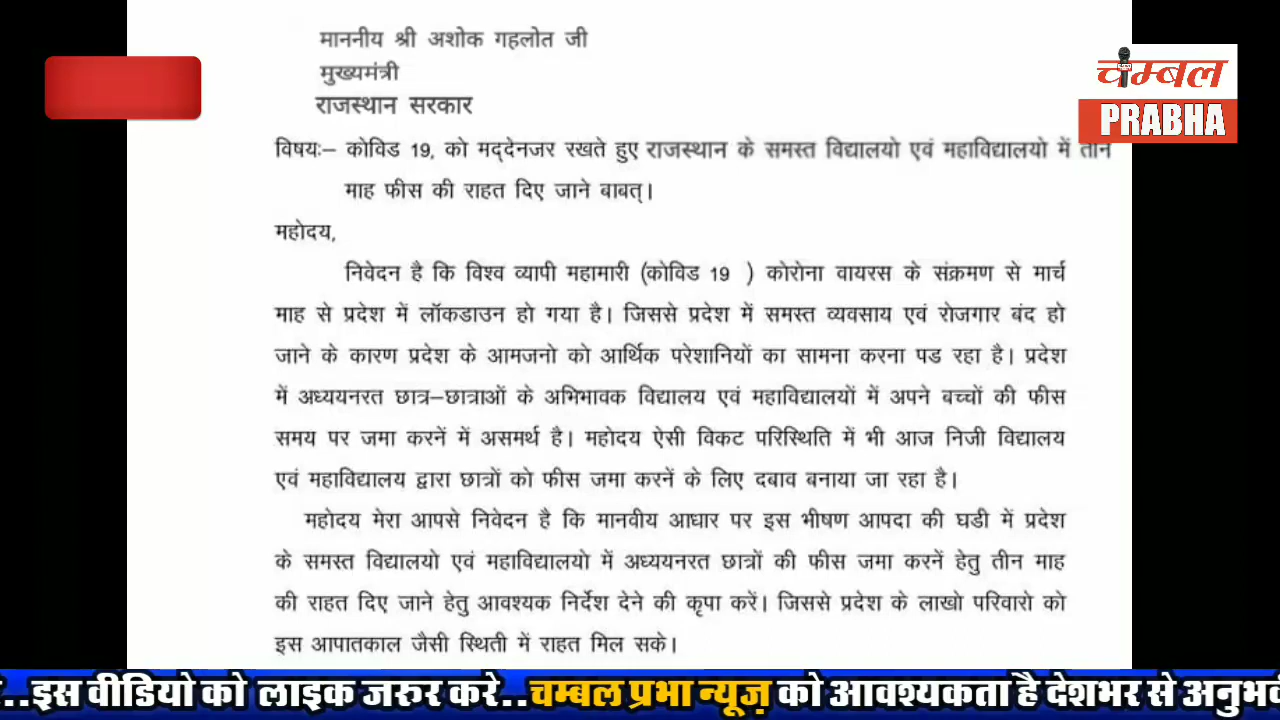 माननीय श्री अशोक गहलोत जी
मुख्यमंत्री
राजस्थान सरकार
चम्बल
PRABHA
विषयः– कोविड 19, को मद्देनजर रखते हुए राजस्थान के समस्त विद्यालयो एवं महाविद्यालयो में तीन
माह फीस की राहत दिए जाने बाबत्।
महोदय,
निवेदन है कि विश्व व्यापी महामारी (कोविड 19 ) कोरोना वायरस के संक्रमण से मार्च
माह से प्रदेश में लॉकडाउन हो गया है। जिससे प्रदेश में समस्त व्यवसाय एवं रोजगार बंद हो
जाने के कारण प्रदेश के आमजनो को आर्थिक परेशानियों का सामना करना पड रहा है। प्रदेश
में अध्ययनरत छात्र–छात्राओं के अभिभावक विद्यालय एवं महाविद्यालयों में अपने बच्चों की फीस
समय पर जमा करनें में असमर्थ है। महोदय ऐसी विकट परिस्थिति में भी आज निजी विद्यालय
एवं महाविद्यालय द्वारा छात्रों को फीस जमा करनें के लिए दबाव बनाया जा रहा है।
महोदय मेरा आपसे निवेदन है कि मानवीय आधार पर इस भीषण आपदा की घडी में प्रदेश
के समस्त विद्यालयो एवं महाविद्यालयो में अध्ययनरत छात्रों की फीस जमा करनें हेतु तीन माह
की राहत दिए जाने हेतु आवश्यक निर्देश देने की कृपा करें। जिससे प्रदेश के लाखो परिवारो को
इस आपातकाल जैसी स्थिती में राहत मिल सके।
..इस वीडियो को लाइक जरुर करे..चम्बल प्रभा न्यूज़ को आवश्यकता है देशभर से